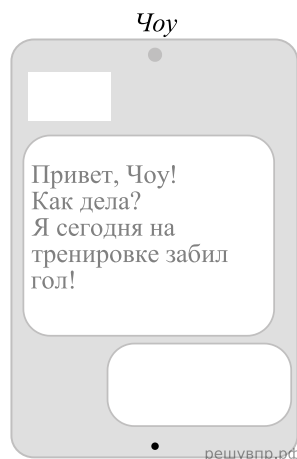 Чоу
Привет, Чоу!
Как дела?
Я сегодня на
тренировке забил
гол!
решувпр.рф